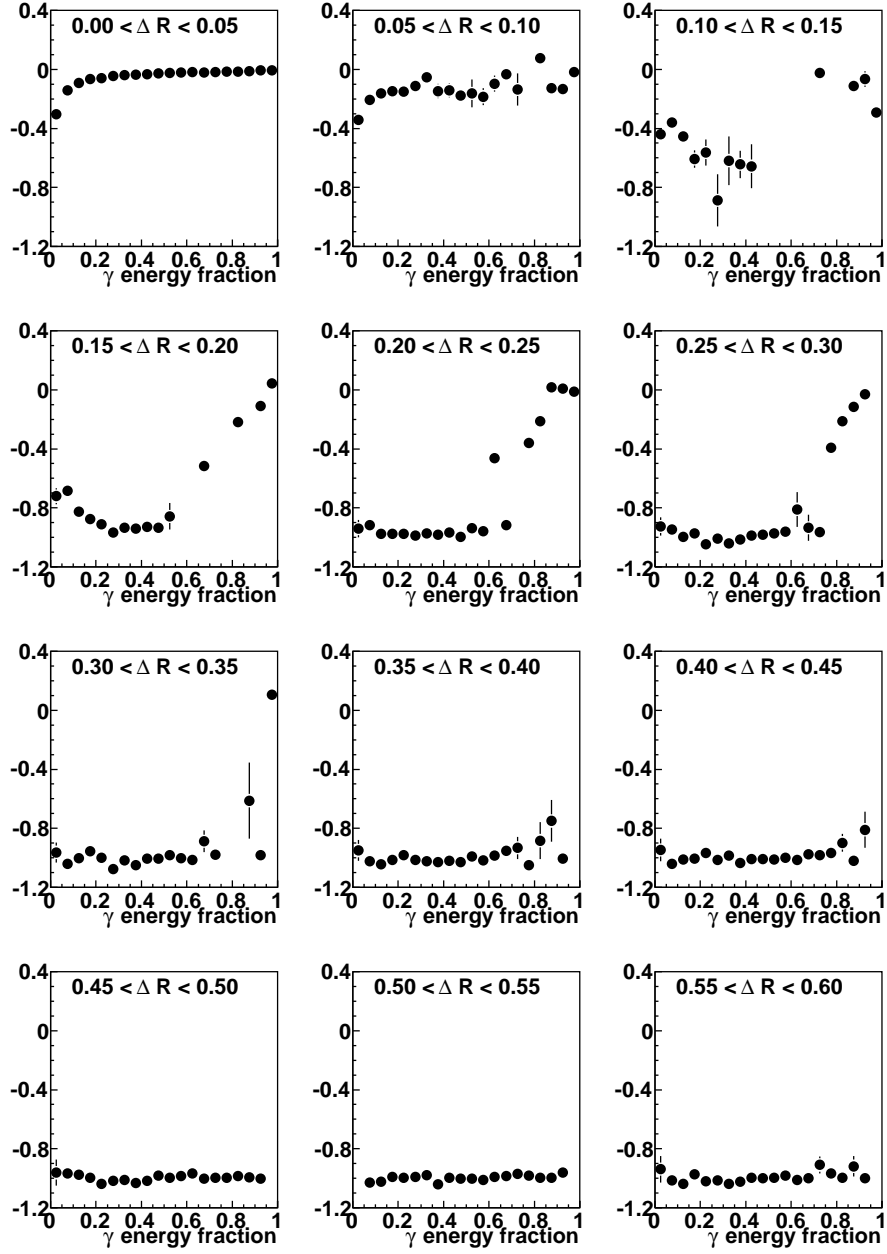 0.4
0.00 < Δ R < 0.05
0
-0.4
-0.8
-1.2
0 0.2 0.4 0.6 0.8 1
γ energy fraction
0.4
0.05 < Δ R < 0.10
0
-0.4
-0.8
-1.2
0 0.2 0.4 0.6 0.8 1
γ energy fraction
0.4
0.10 < Δ R < 0.15
0
-0.4
-0.8
-1.2
0 0.2 0.4 0.6 0.8 1
γ energy fraction
0.4
0.15 < Δ R < 0.20
0
-0.4
-0.8
-1.2
0 0.2 0.4 0.6 0.8 1
γ energy fraction
0.4
0.20 < Δ R < 0.25
0
-0.4
-0.8
-1.2
0 0.2 0.4 0.6 0.8 1
γ energy fraction
0.4
0.25 < Δ R < 0.30
0
-0.4
-0.8
-1.2
0 0.2 0.4 0.6 0.8 1
γ energy fraction
0.4
0.30 < Δ R < 0.35
0
-0.4
-0.8
-1.2
0 0.2 0.4 0.6 0.8 1
γ energy fraction
0.4
0.35 < Δ R < 0.40
0
-0.4
-0.8
-1.2
0 0.2 0.4 0.6 0.8 1
γ energy fraction
0.4
0.40 < Δ R < 0.45
0
-0.4
-0.8
-1.2
0 0.2 0.4 0.6 0.8 1
γ energy fraction
0.4
0.45 < Δ R < 0.50
0
-0.4
-0.8
-1.2
0 0.2 0.4 0.6 0.8 1
γ energy fraction
0.4
0.50 < Δ R < 0.55
0
-0.4
-0.8
-1.2
0 0.2 0.4 0.6 0.8 1
γ energy fraction
0.4
0.55 < Δ R < 0.60
0
-0.4
-0.8
-1.2
0 0.2 0.4 0.6 0.8 1
γ energy fraction